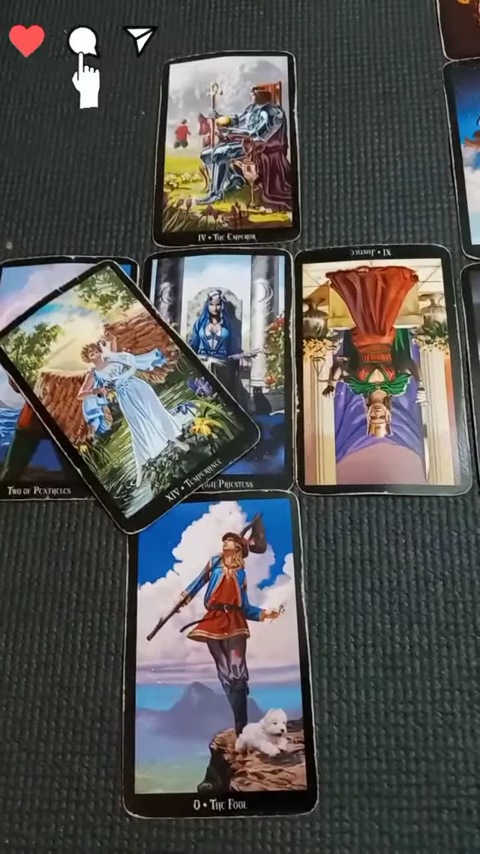 IV • The Emperor
XI • Justice
Two of Pentacles
XIV • Temperance
High Priestess
0 • The Fool